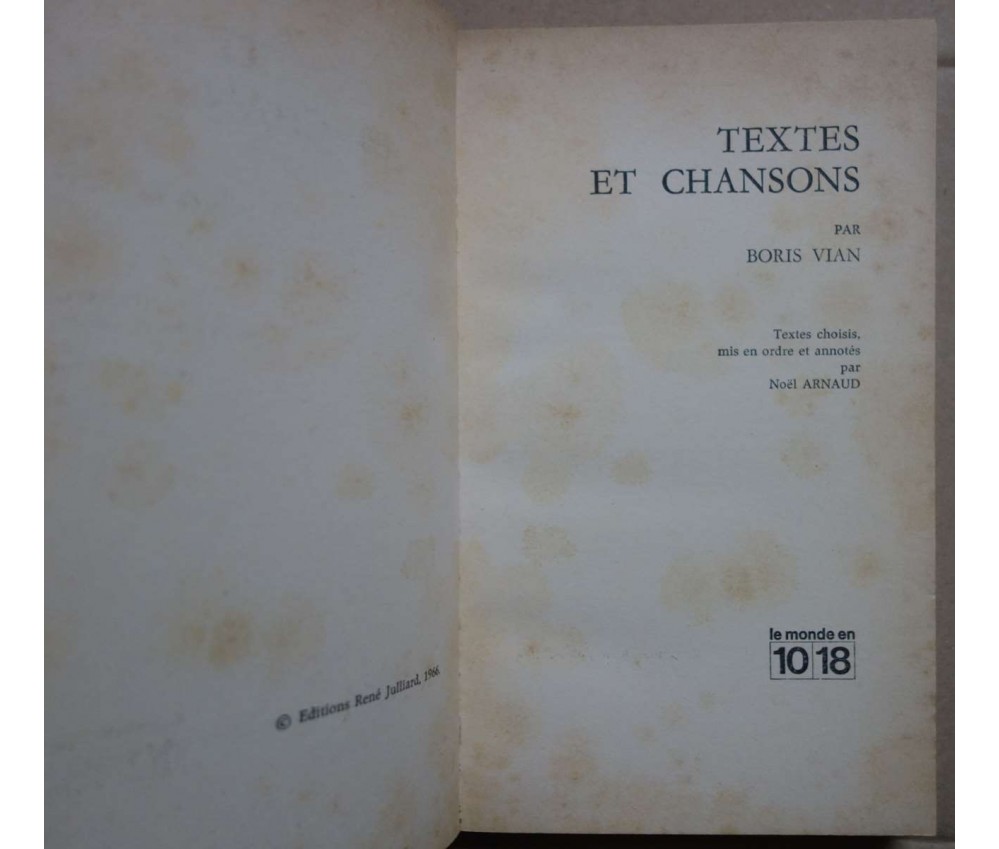 © Editions René Julliard, 1966.
TEXTES
ET CHANSONS
PAR
BORIS VIAN
Textes choisis,
mis en ordre et annotés
par
Noël ARNAUD
le monde en
10 18